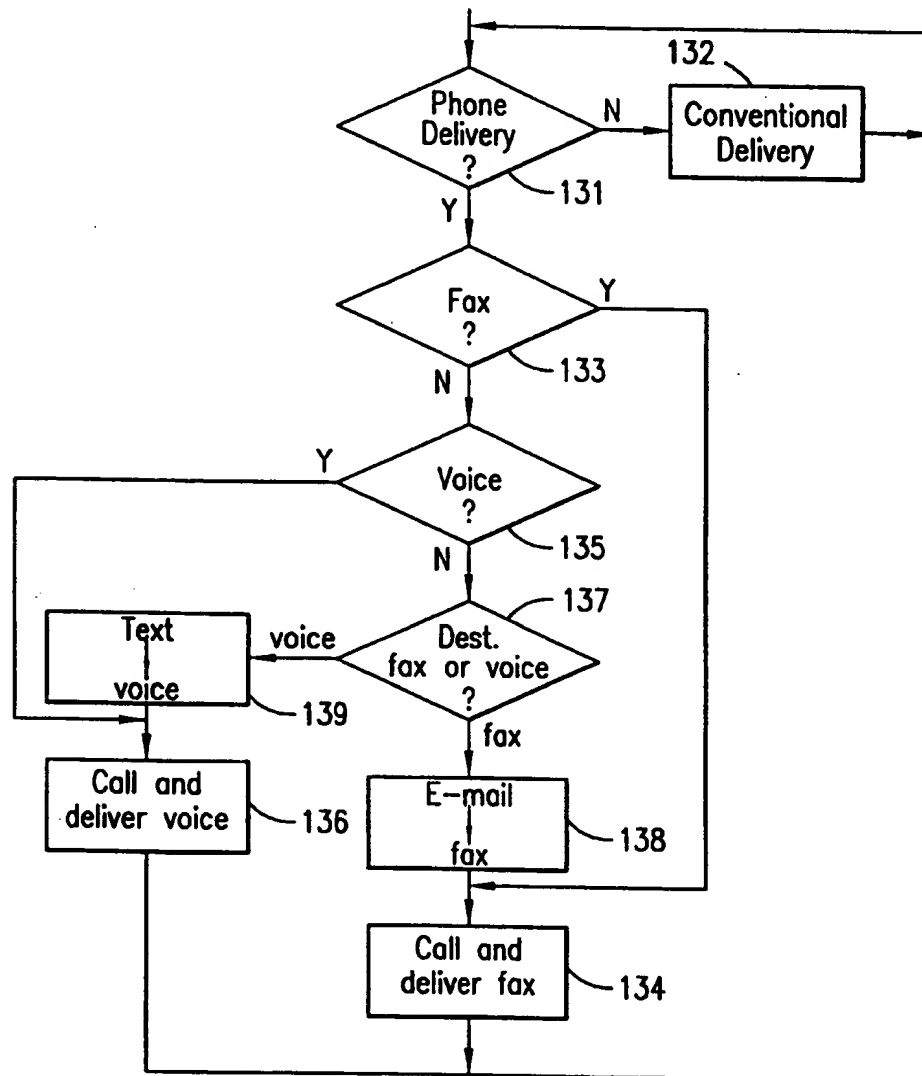 132
Phone
Delivery
?
N
Conventional
Delivery
131
Y
Fax
?
Y
133
N
Y
Voice
?
135
N
137
Text
voice
voice
Dest.
fax or voice
?
139
fax
Call and
deliver voice
136
E-mail
fax
138
Call and
deliver fax
134